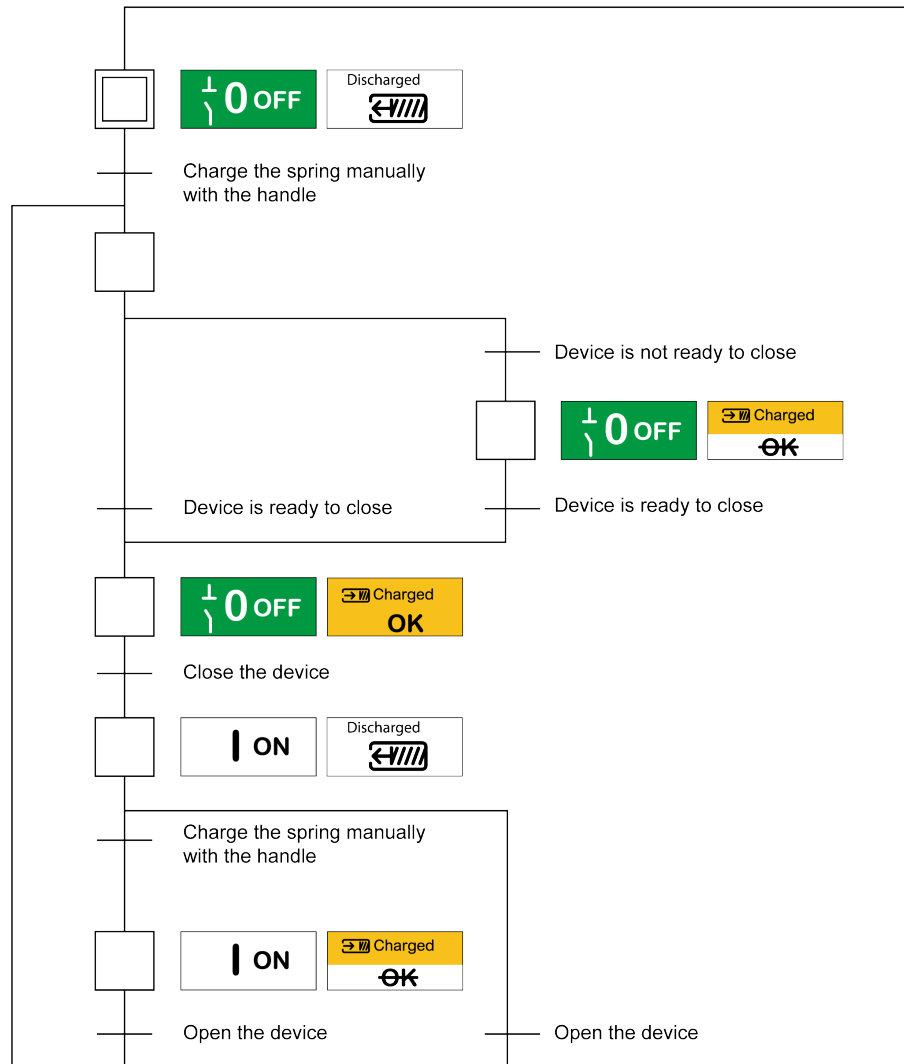 0 OFF
Discharged
Charge the spring manually
with the handle
Device is not ready to close
0 OFF
Charged
OK
Device is ready to close
Device is ready to close
0 OFF
Charged
OK
Close the device
I ON
Discharged
Charge the spring manually
with the handle
I ON
Charged
OK
Open the device
Open the device